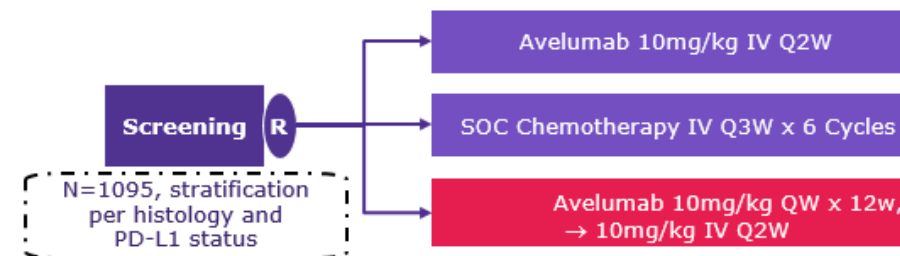 Avelumab 10mg/kg IV Q2W
Screening
R
SOC Chemotherapy IV Q3W x 6 Cycles
N=1095, stratification
per histology and
PD-L1 status
Avelumab 10mg/kg QW x 12w,
→ 10mg/kg IV Q2W